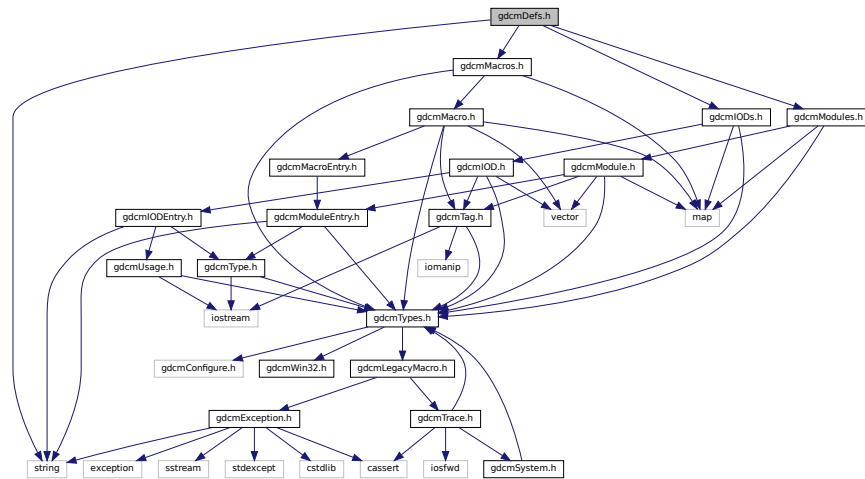 gdcmDefs.h
gdcmMacros.h
gdcmMacro.h
gdcmIODs.h
gdcmModules.h
gdcmMacroEntry.h
gdcmIOD.h
gdcmModule.h
gdcmIODEntry.h
gdcmModuleEntry.h
gdcmTag.h
vector
map
gdcmUsage.h
gdcmType.h
iomanip
iostream
gdcmTypes.h
gdcmConfigure.h
gdcmWin32.h
gdcmLegacyMacro.h
gdcmException.h
gdcmTrace.h
string
exception
sstream
stdexcept
cstdlib
cassert
iosfwd
gdcmSystem.h